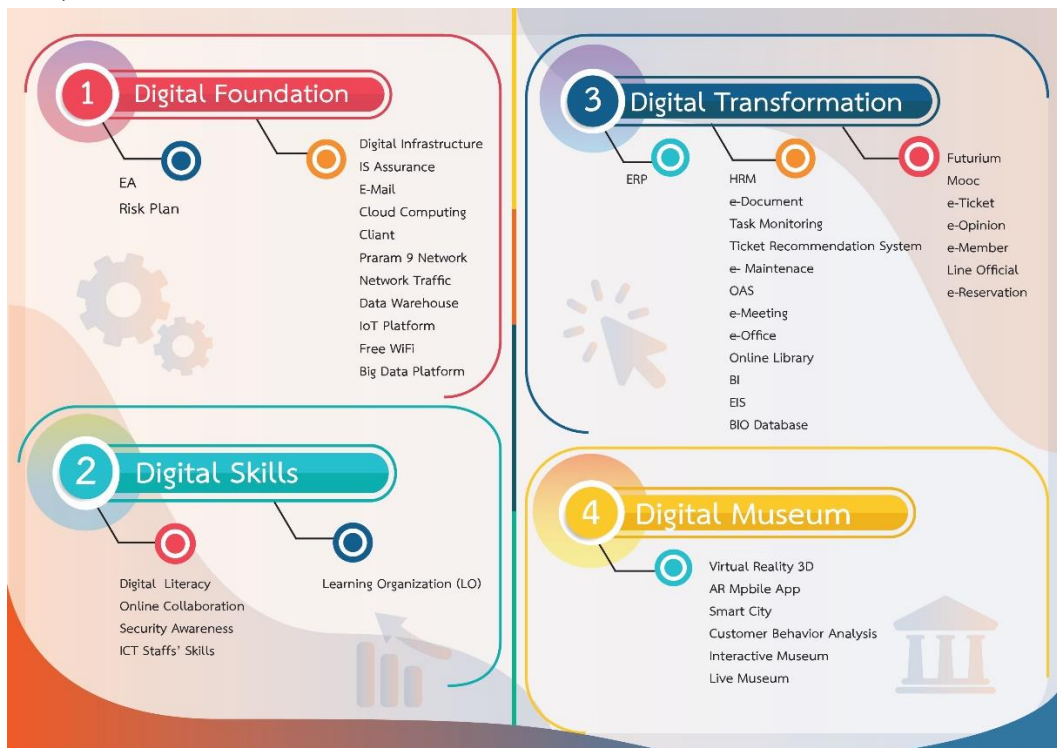 1
Digital Foundation
EA
Risk Plan
Digital Infrastructure
IS Assurance
E-Mail
Cloud Computing
Cliant
Praram 9 Network
Network Traffic
Data Warehouse
IoT Platform
Free WiFi
Big Data Platform
2
Digital Skills
Digital Literacy
Online Collaboration
Security Awareness
ICT Staffs' Skills
Learning Organization (LO)
3
Digital Transformation
ERP
HRM
e-Document
Task Monitoring
Ticket Recommendation System
e- Maintenace
OAS
e-Meeting
e-Office
Online Library
BI
EIS
BIO Database
Futurium
Mooc
e-Ticket
e-Opinion
e-Member
Line Official
e-Reservation
4
Digital Museum
Virtual Reality 3D
AR Mpbile App
Smart City
Customer Behavior Analysis
Interactive Museum
Live Museum